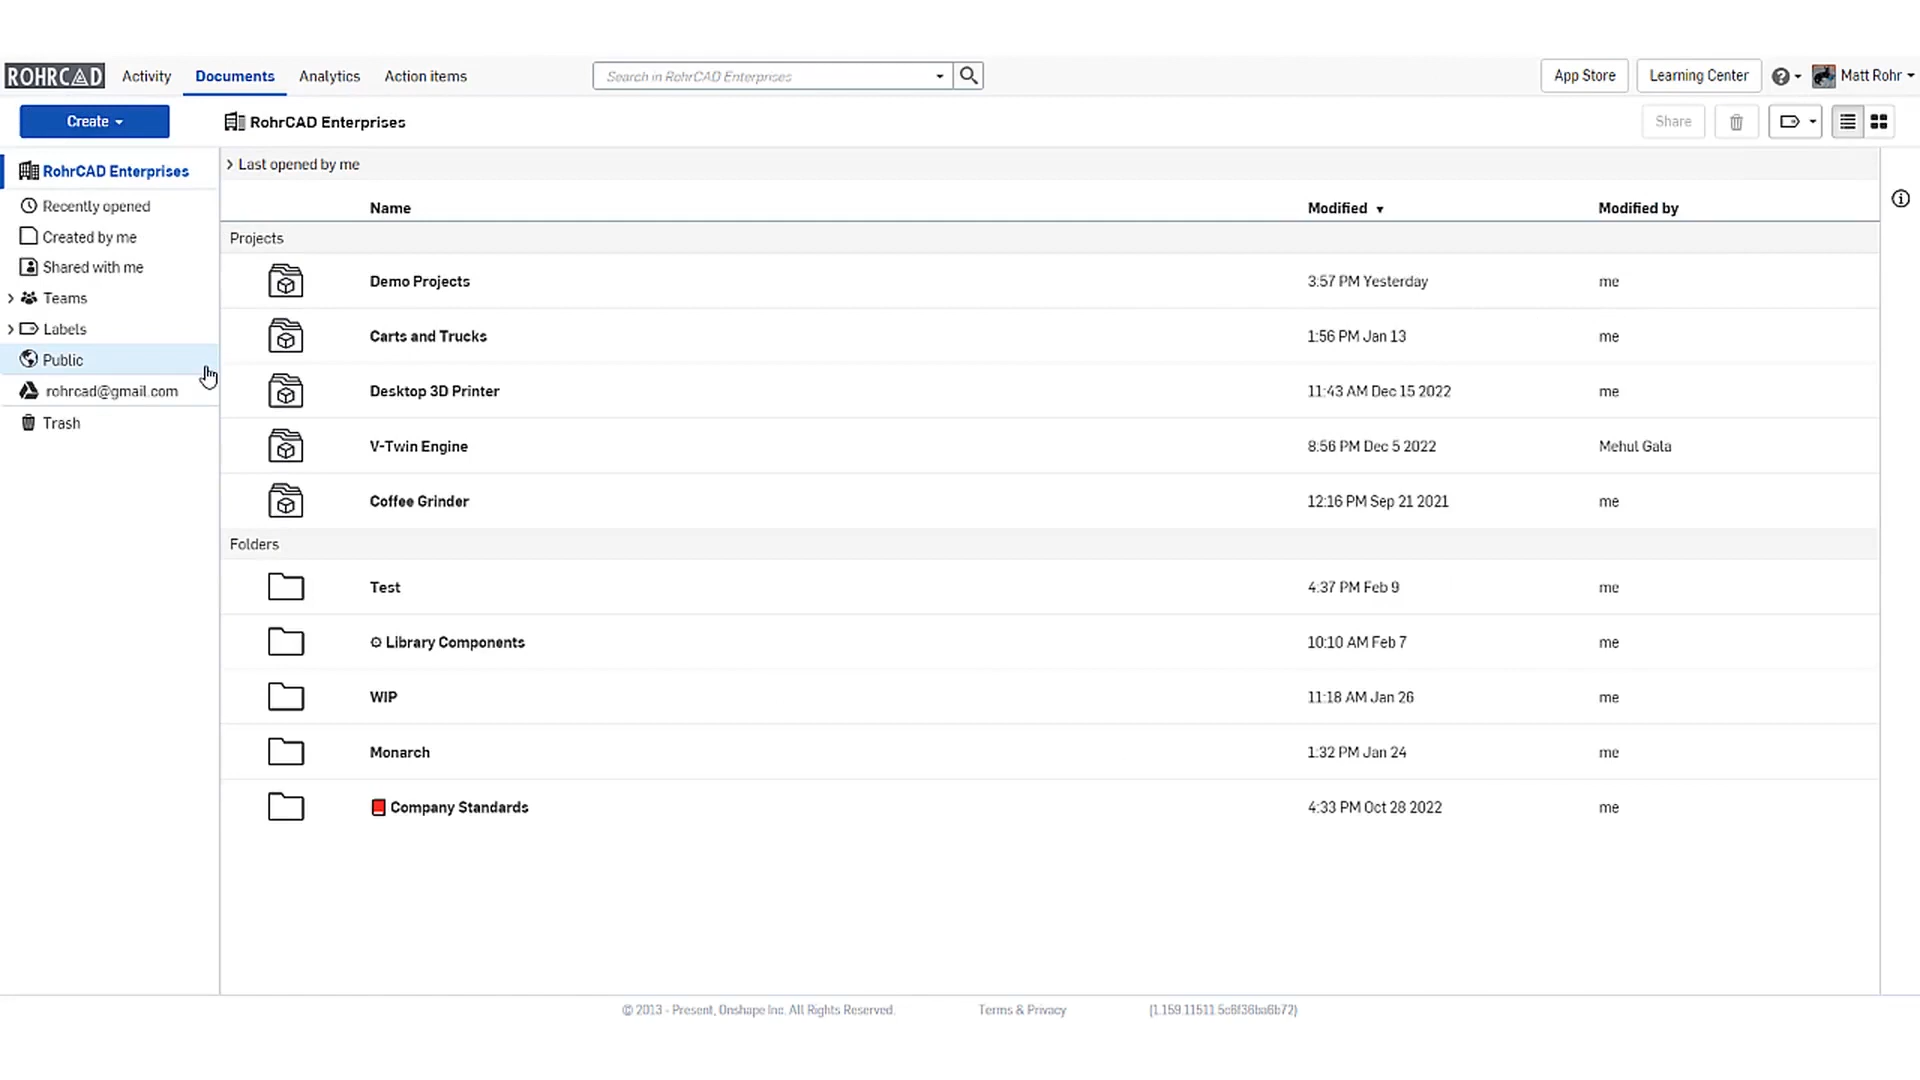 ROHRCAD Activity Documents Analytics Action items Search in RohrCAD Enterprises App Store Learning Center Matt Rohr
Create RohrCAD Enterprises Share
RohrCAD Enterprises
Recently opened
Created by me
Shared with me
Teams
Labels
Public
rohrcad@gmail.com
Trash
Last opened by me
Name Modified Modified by
Projects
Demo Projects 3:57 PM Yesterday me
Carts and Trucks 1:56 PM Jan 13 me
Desktop 3D Printer 11:43 AM Dec 15 2022 me
V-Twin Engine 8:56 PM Dec 5 2022 Mehul Gala
Coffee Grinder 12:16 PM Sep 21 2021 me
Folders
Test 4:37 PM Feb 9 me
Library Components 10:10 AM Feb 7 me
WIP 11:18 AM Jan 26 me
Monarch 1:32 PM Jan 24 me
Company Standards 4:33 PM Oct 28 2022 me
© 2013 - Present, Onshape Inc. All Rights Reserved. Terms & Privacy (1.159.11511.5c6f36ba6b72)